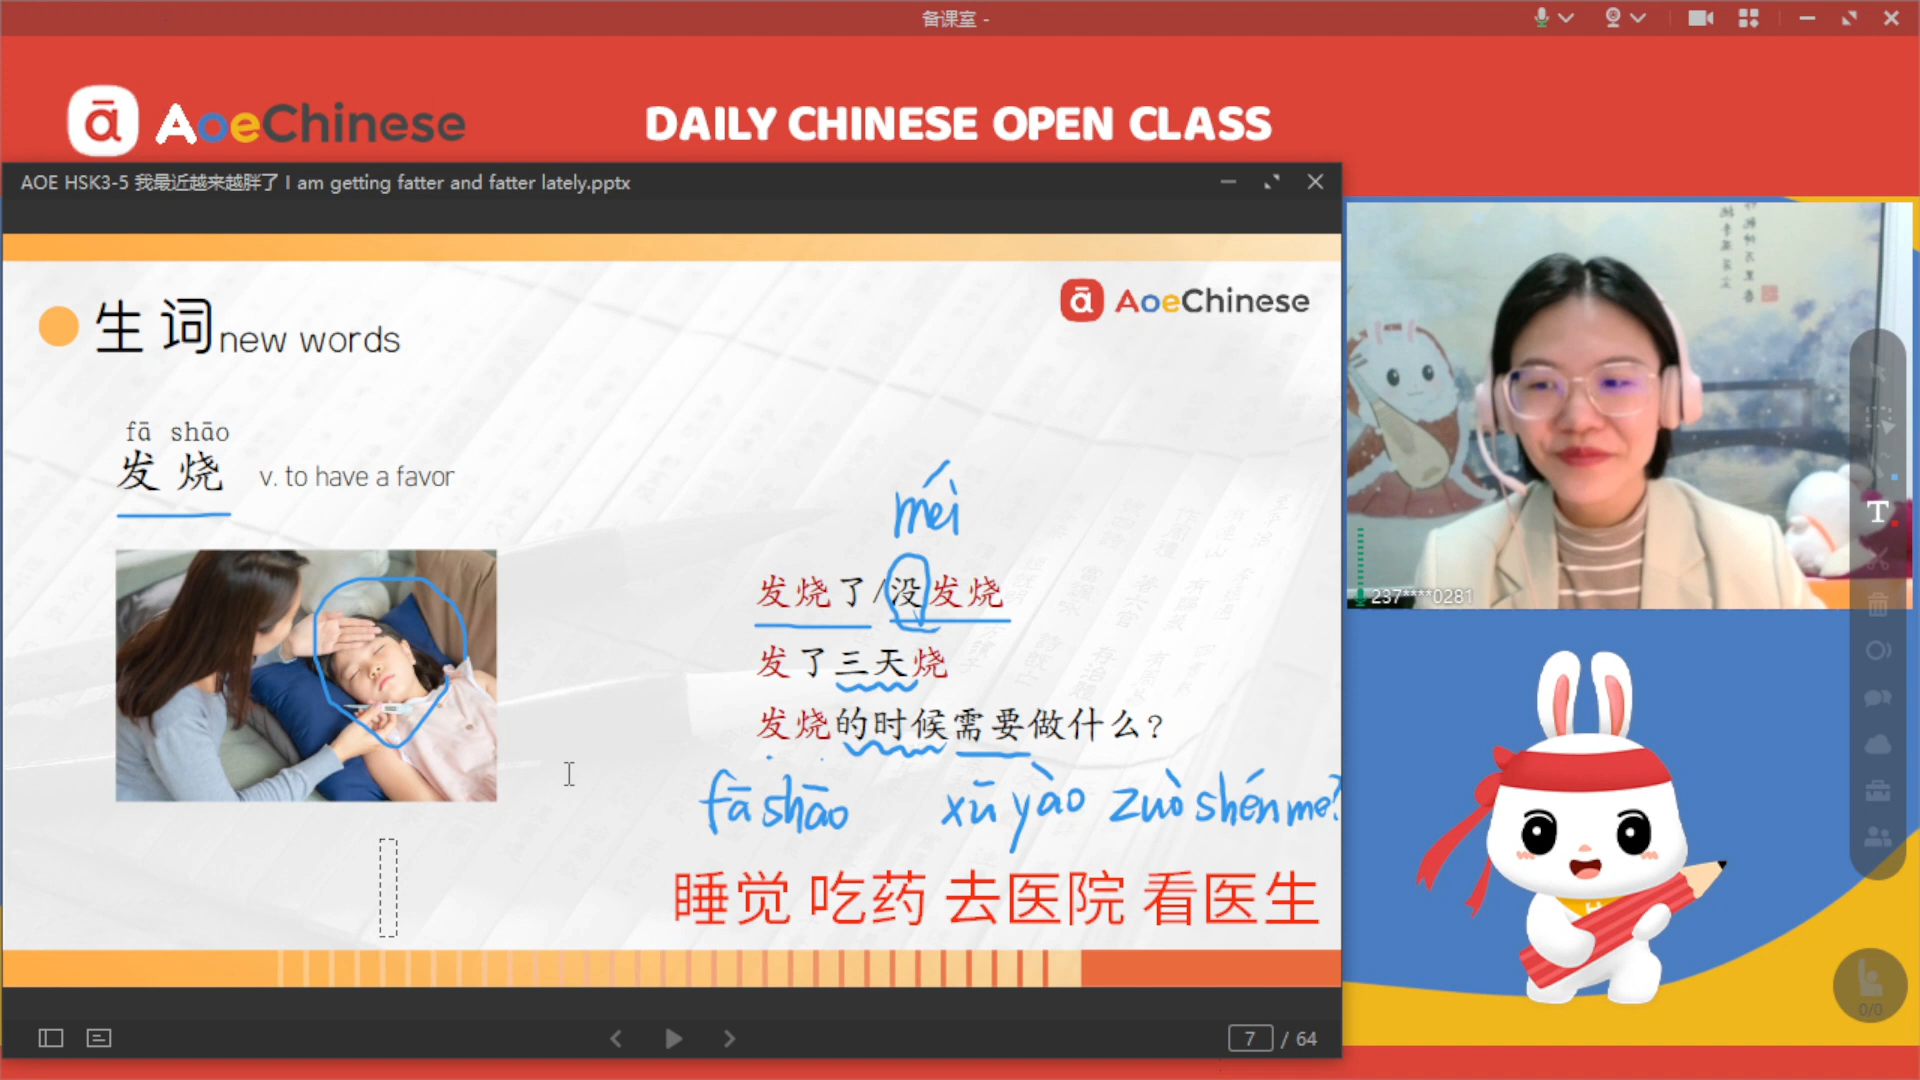 备课室 -
ā AoeChinese
DAILY CHINESE OPEN CLASS
AOE HSK3-5 我最近越来越胖了 I am getting fatter and fatter lately.pptx
生词 new words
ā AoeChinese
fā shāo
发烧 v. to have a favor
méi
发烧了/没发烧
发了三天烧
发烧的时候需要做什么?
fā shāo xū yào zuò shén me?
睡觉 吃药 去医院 看医生
7 / 64
237****0281
T
0/0